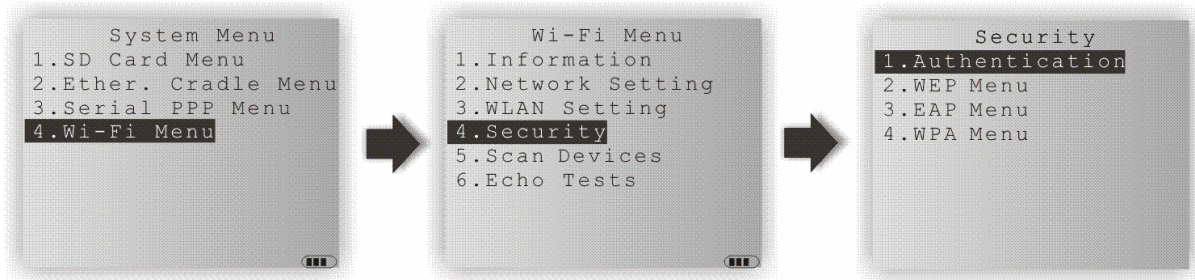 System Menu
1.SD Card Menu
2.Ether. Cradle Menu
3.Serial PPP Menu
4.Wi-Fi Menu
Wi-Fi Menu
1.Information
2.Network Setting
3.WLAN Setting
4.Security
5.Scan Devices
6.Echo Tests
Security
1.Authentication
2.WEP Menu
3.EAP Menu
4.WPA Menu